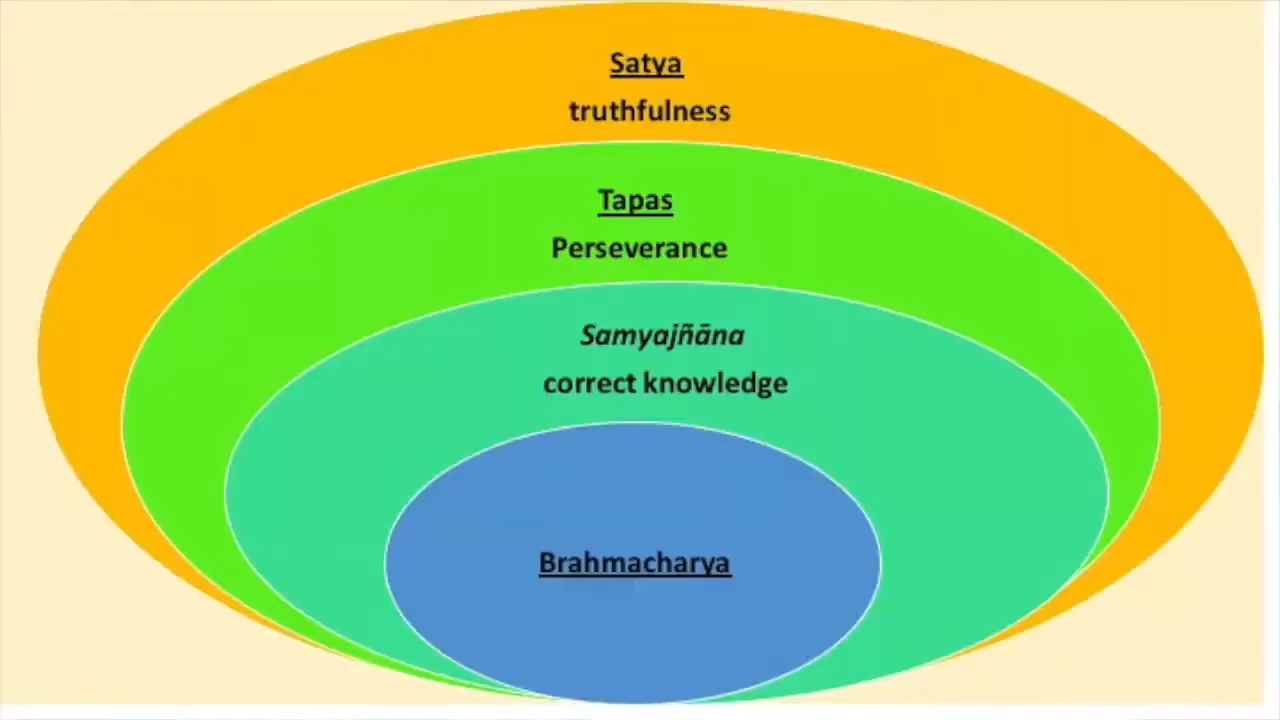 Satya
truthfulness
Tapas
Perseverance
Samyajñāna
correct knowledge
Brahmacharya